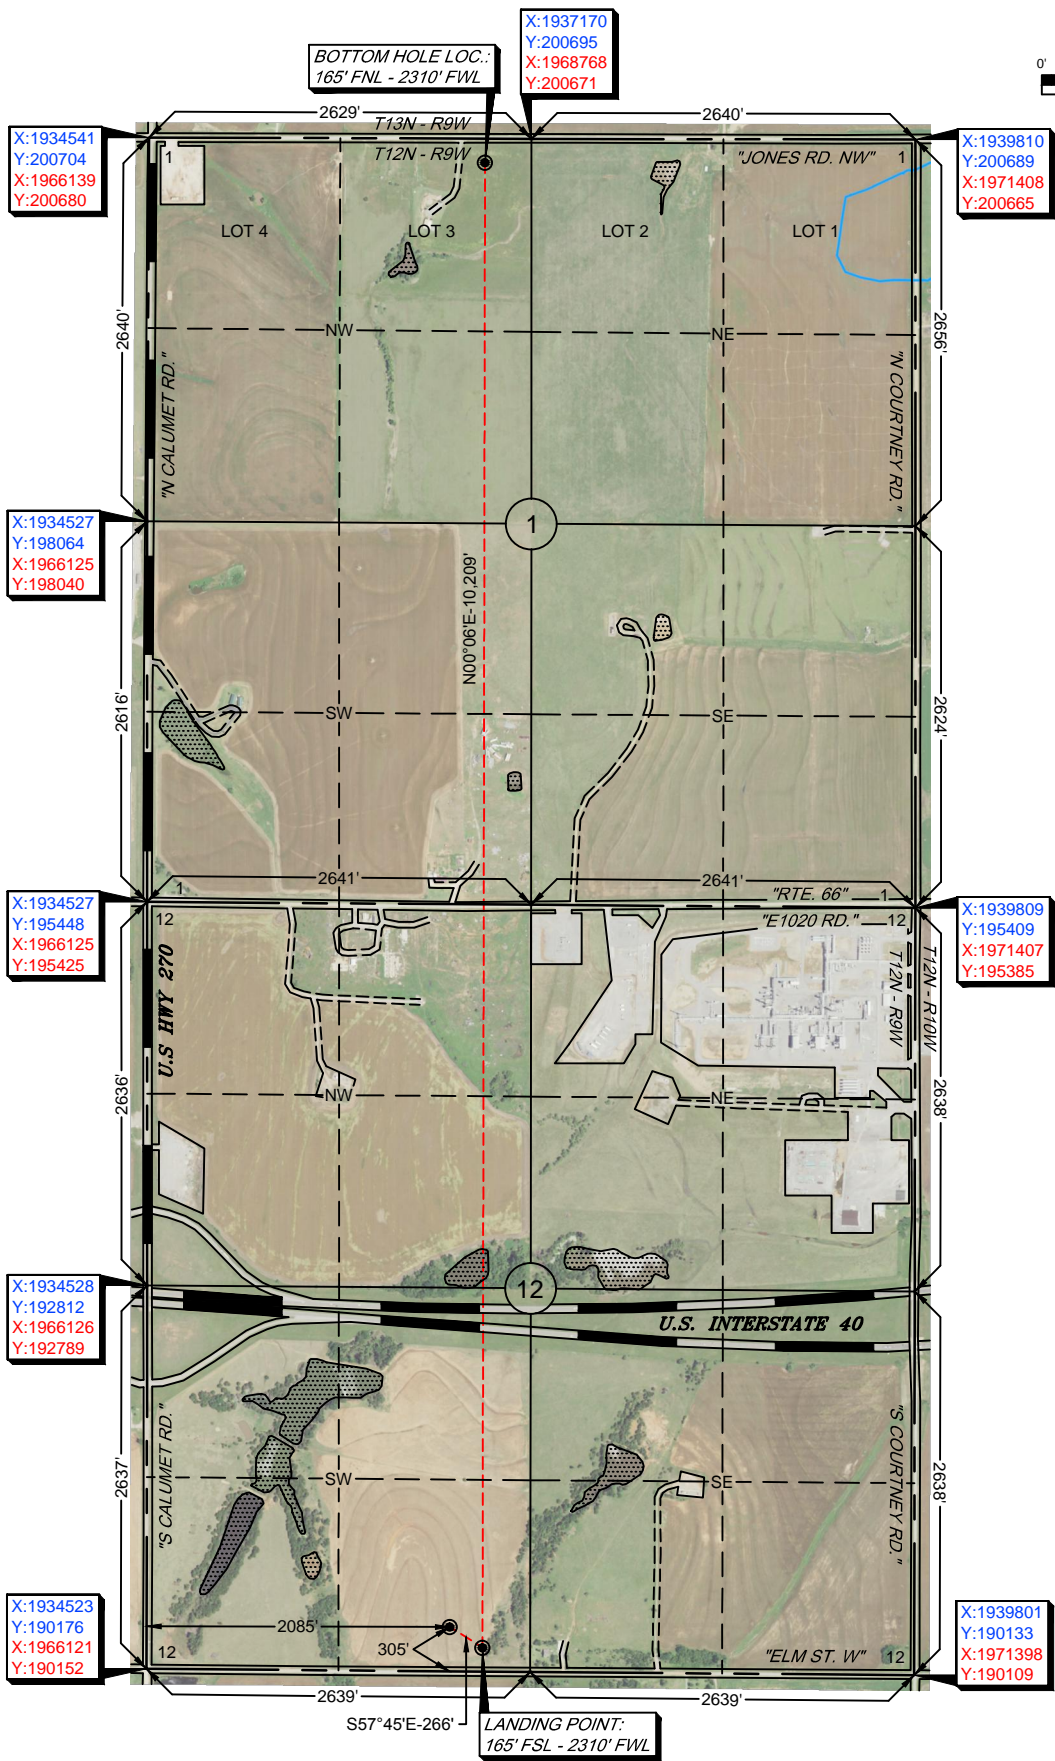 X:1937170
Y:200695
X:1968768
Y:200671
BOTTOM HOLE LOC.:
165' FNL - 2310' FWL
0'
2629'
2640'
T13N - R9W
T12N - R9W
X:1934541
Y:200704
X:1966139
Y:200680
1
"JONES RD. NW"
1
X:1939810
Y:200689
X:1971408
Y:200665
LOT 4
LOT 3
LOT 2
LOT 1
2640'
NW
NE
2656'
"N CALUMET RD."
"N COURTNEY RD."
X:1934527
Y:198064
X:1966125
Y:198040
1
N00°06'E-10,209'
2616'
SW
SE
2624'
1
2641'
2641'
"RTE. 66"
1
X:1934527
Y:195448
X:1966125
Y:195425
12
"E1020 RD."
12
X:1939809
Y:195409
X:1971407
Y:195385
U.S HWY 270
T12N - R9W
T12N - R10W
2636'
NW
NE
2638'
X:1934528
Y:192812
X:1966126
Y:192789
12
U.S. INTERSTATE 40
"S CALUMET RD."
"S COURTNEY RD."
2637'
SW
SE
2638'
X:1934523
Y:190176
X:1966121
Y:190152
2085'
305'
12
"ELM ST. W"
12
X:1939801
Y:190133
X:1971398
Y:190109
2639'
2639'
S57°45'E-266'
LANDING POINT:
165' FSL - 2310' FWL